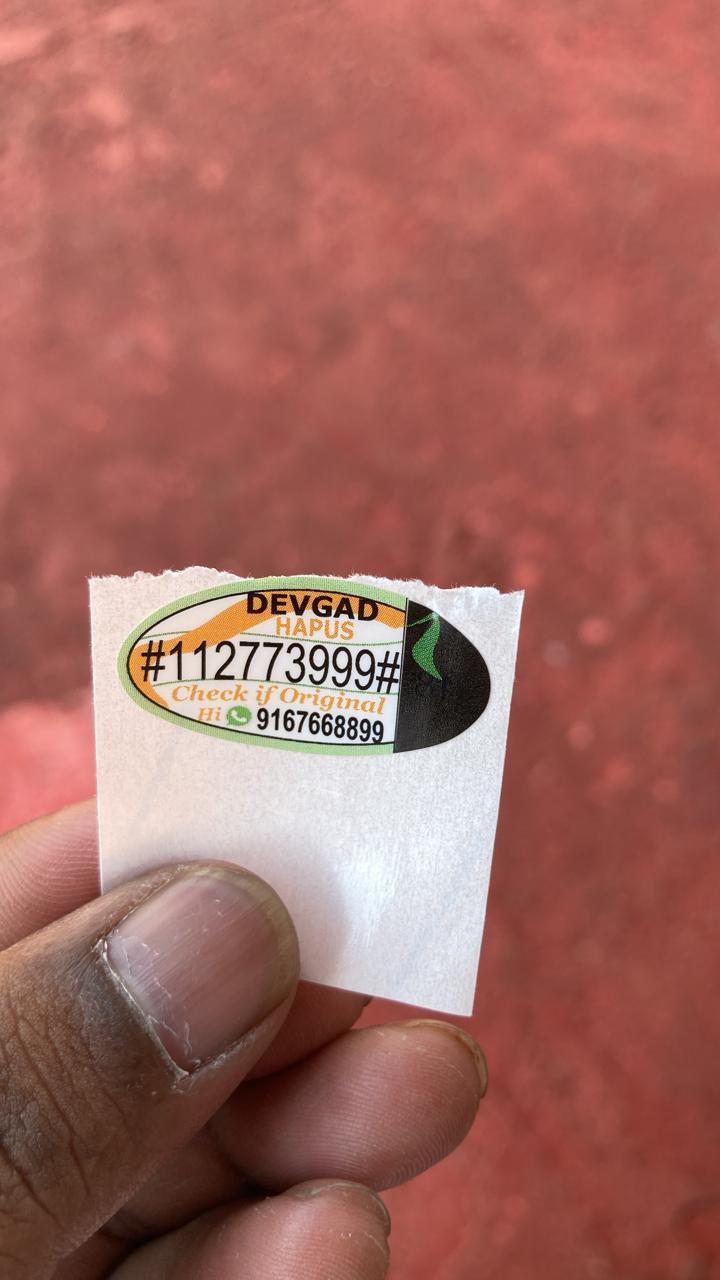 DEVGAD
HAPUS
#112773999#
Check if Original
Hi 9167668899